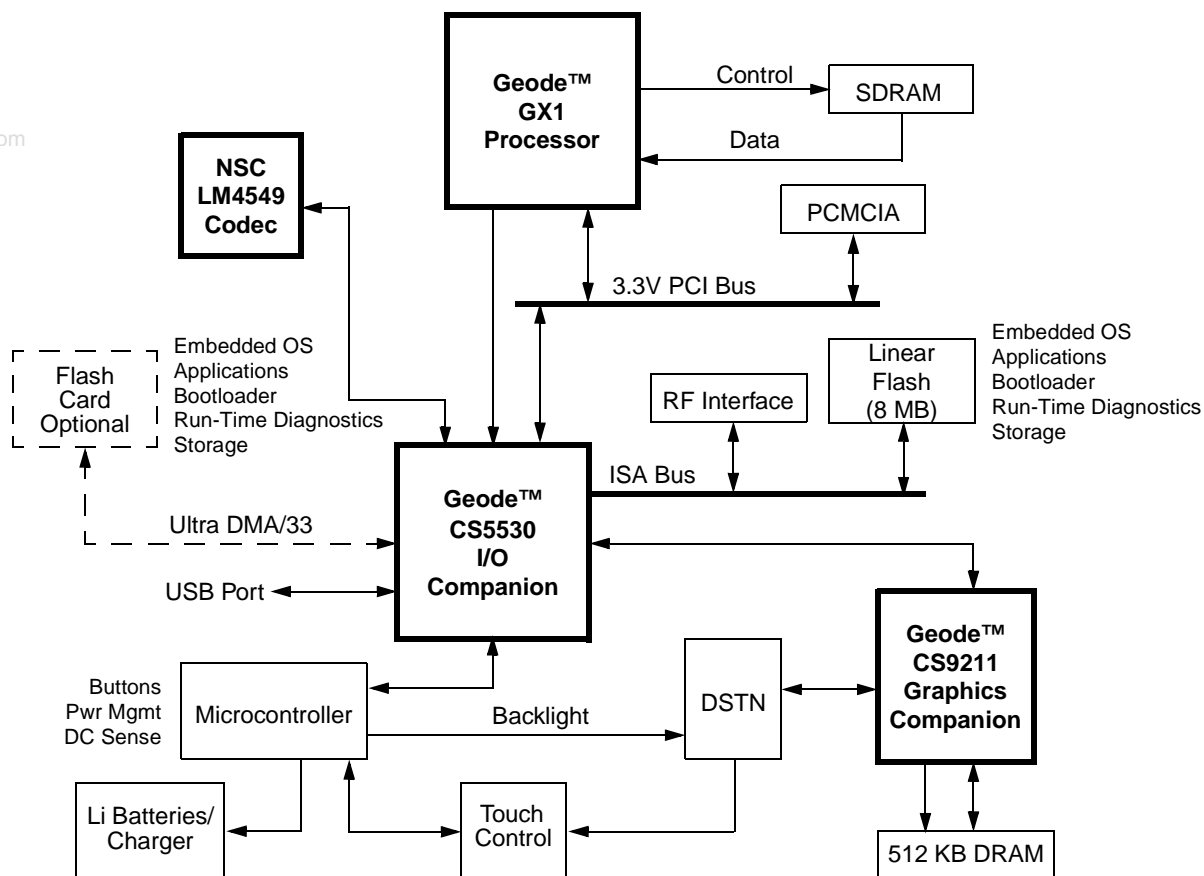 Geode™
GX1
Processor
Control
SDRAM
Data
om
NSC
LM4549
Codec
PCMCIA
3.3V PCI Bus
Flash
Card
Optional
Embedded OS
Applications
Bootloader
Run-Time Diagnostics
Storage
RF Interface
Linear
Flash
(8 MB)
Embedded OS
Applications
Bootloader
Run-Time Diagnostics
Storage
ISA Bus
Geode™
CS5530
I/O
Companion
Ultra DMA/33
USB Port
Geode™
CS9211
Graphics
Companion
Buttons
Pwr Mgmt
DC Sense
Microcontroller
Backlight
DSTN
Li Batteries/
Charger
Touch
Control
512 KB DRAM